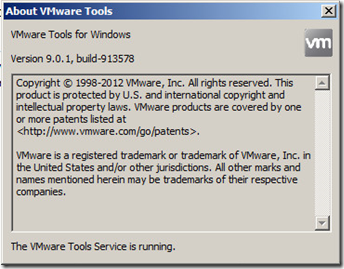 About VMware Tools
VMware Tools for Windows
vm
Version 9.0.1, build-913578
Copyright © 1998-2012 VMware, Inc. All rights reserved. This
product is protected by U.S. and international copyright and
intellectual property laws. VMware products are covered by one
or more patents listed at
<http://www.vmware.com/go/patents>.
VMware is a registered trademark or trademark of VMware, Inc. in
the United States and/or other jurisdictions. All other marks and
names mentioned herein may be trademarks of their respective
companies.
The VMware Tools Service is running.